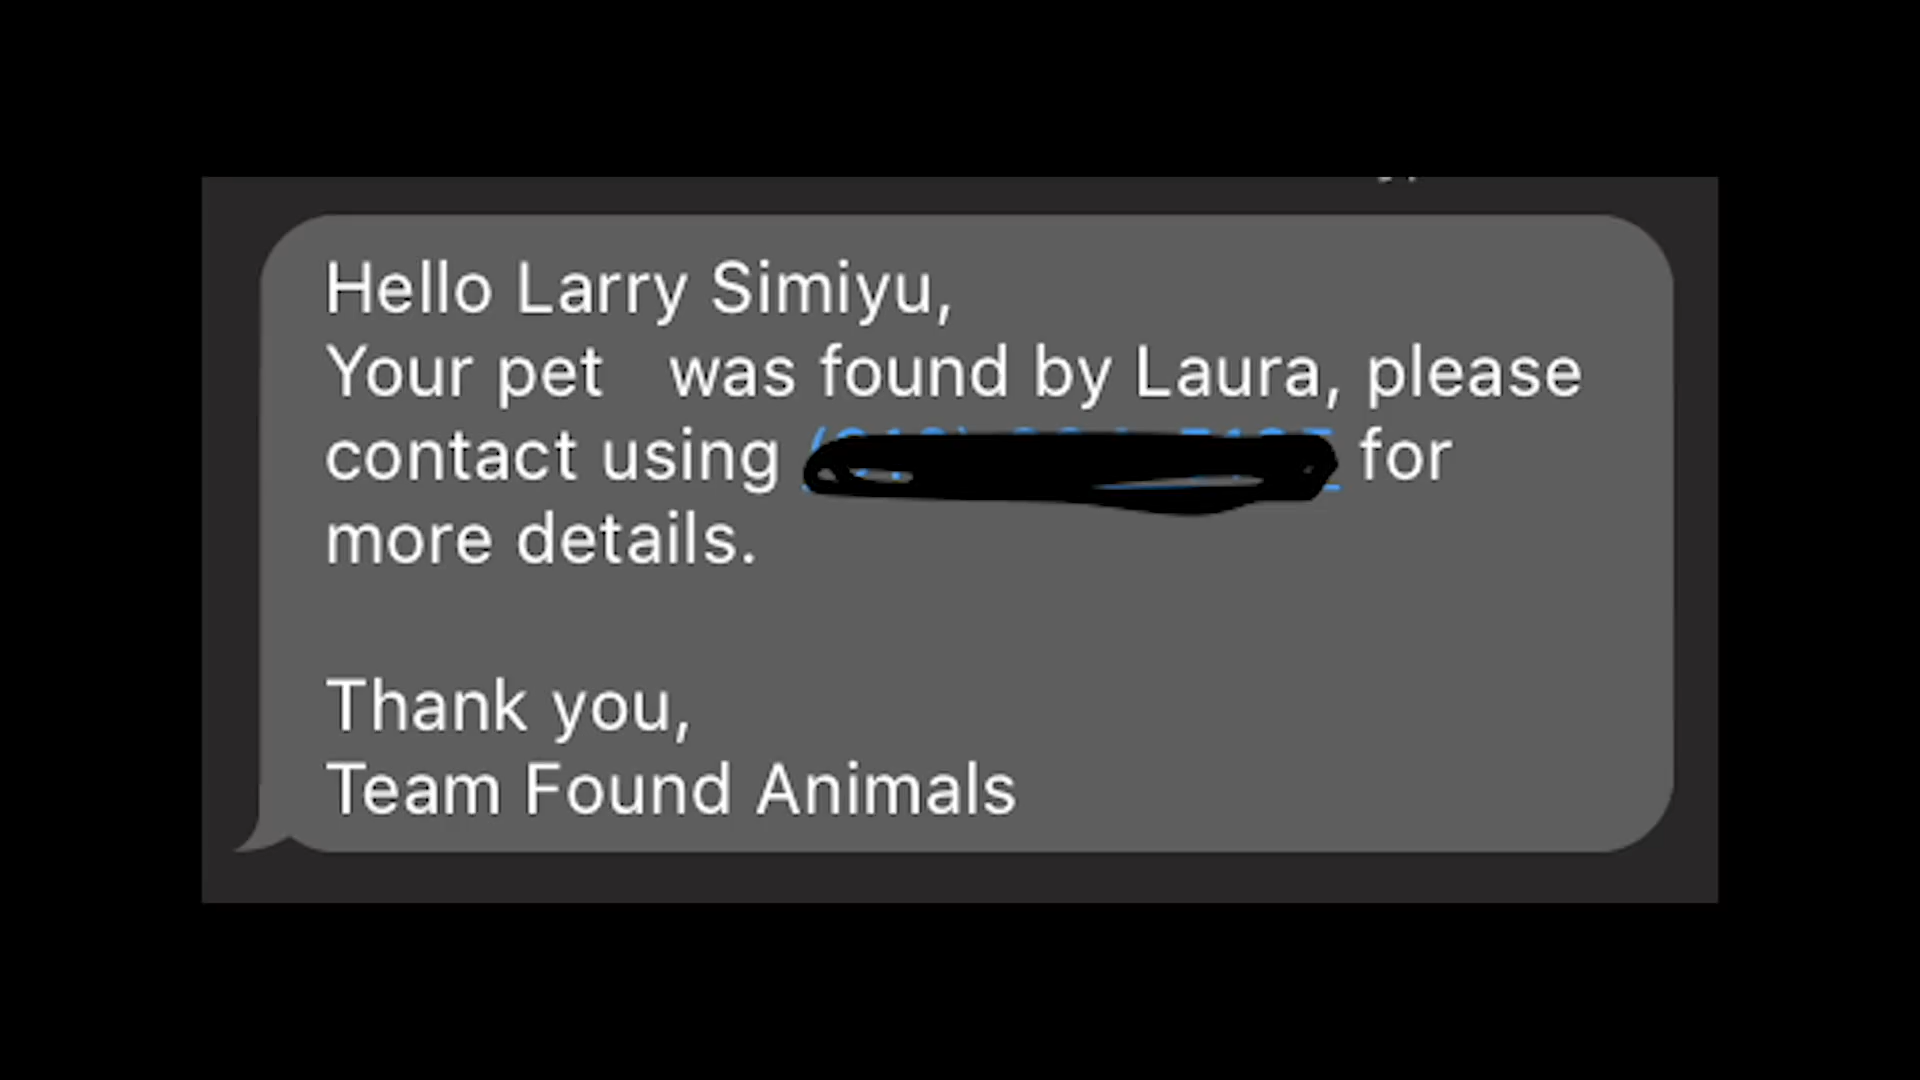 Hello Larry Simiyu,
Your pet   was found by Laura, please
contact using for
more details.
Thank you,
Team Found Animals